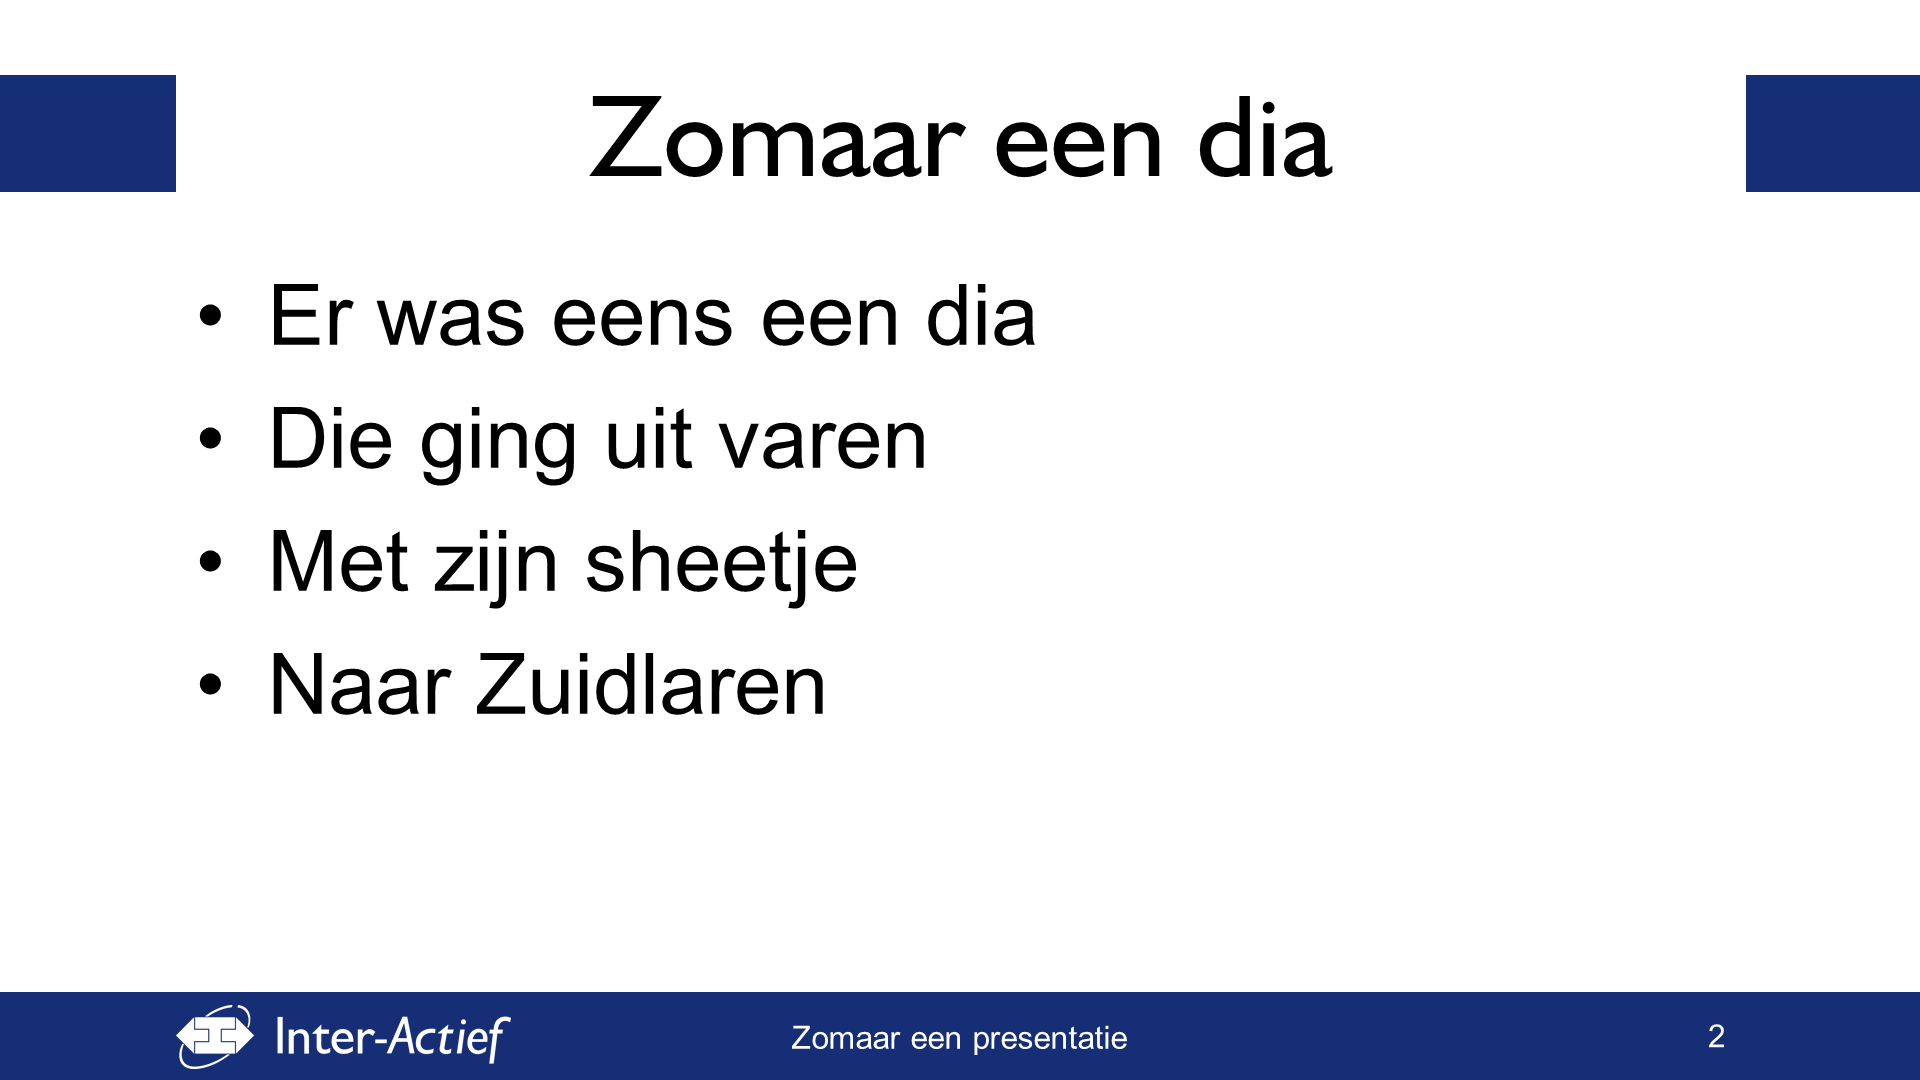 Zomaar een dia
• Er was eens een dia
• Die ging uit varen
• Met zijn sheetje
• Naar Zuidlaren
Inter-Actief
Zomaar een presentatie
2